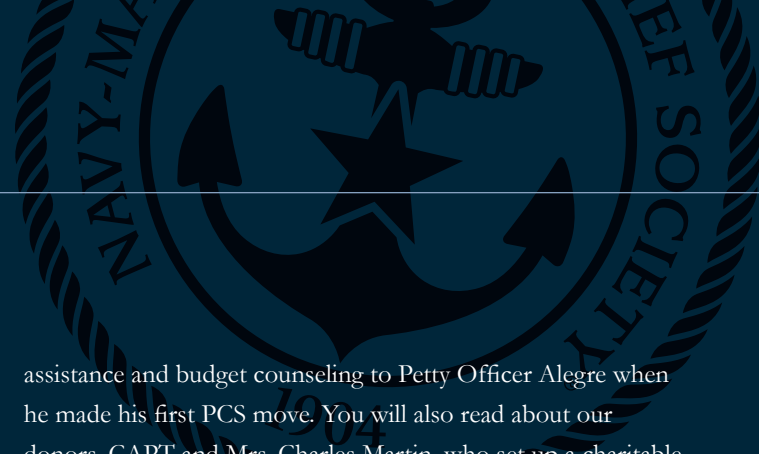 NAVY-MA
IEF SOCIETY
1904
assistance and budget counseling to Petty Officer Alegre when
he made his first PCS move. You will also read about our
donors, CAPT and Mrs. Charles Martin, who set up a charitable